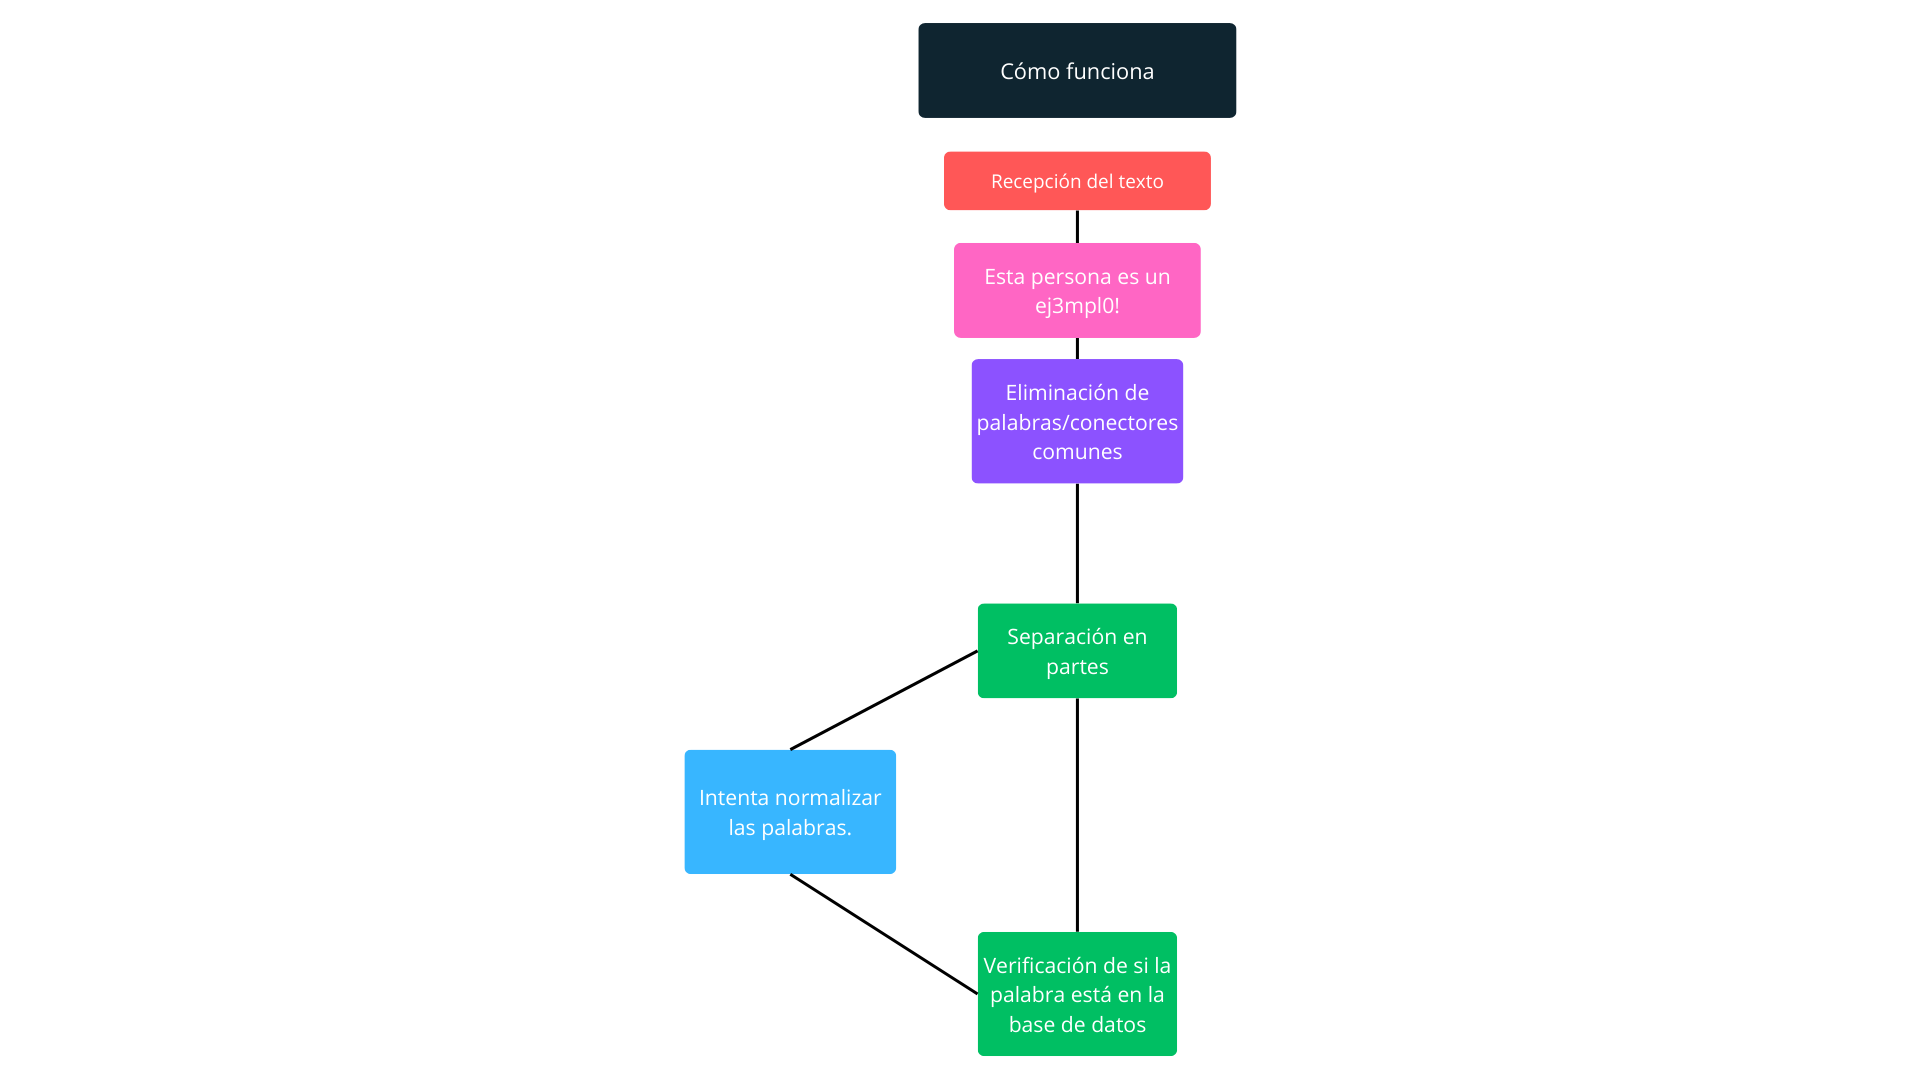 Cómo funciona
Recepción del texto
Esta persona es un
ej3mpl0!
Eliminación de
palabras/conectores
comunes
Separación en
partes
Intenta normalizar
las palabras.
Verificación de si la
palabra está en la
base de datos